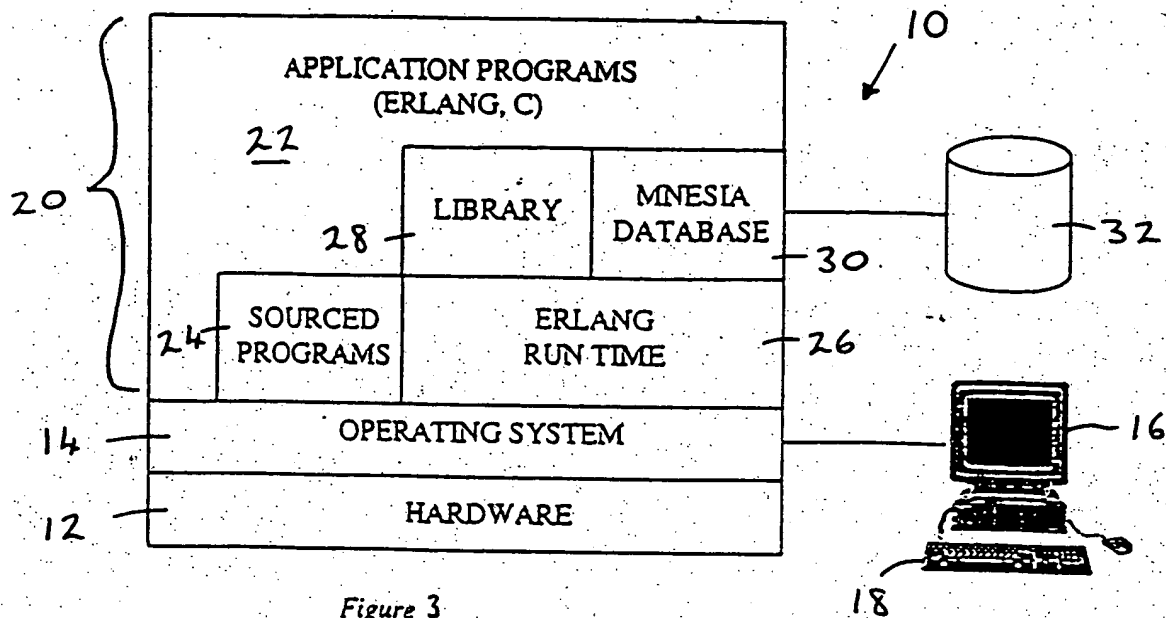 10
APPLICATION PROGRAMS
(ERLANG, C)
22
20
LIBRARY
MNESIA
DATABASE
28
30
32
24
SOURCED
PROGRAMS
ERLANG
RUN TIME
26
14
OPERATING SYSTEM
16
12
HARDWARE
18
Figure 3